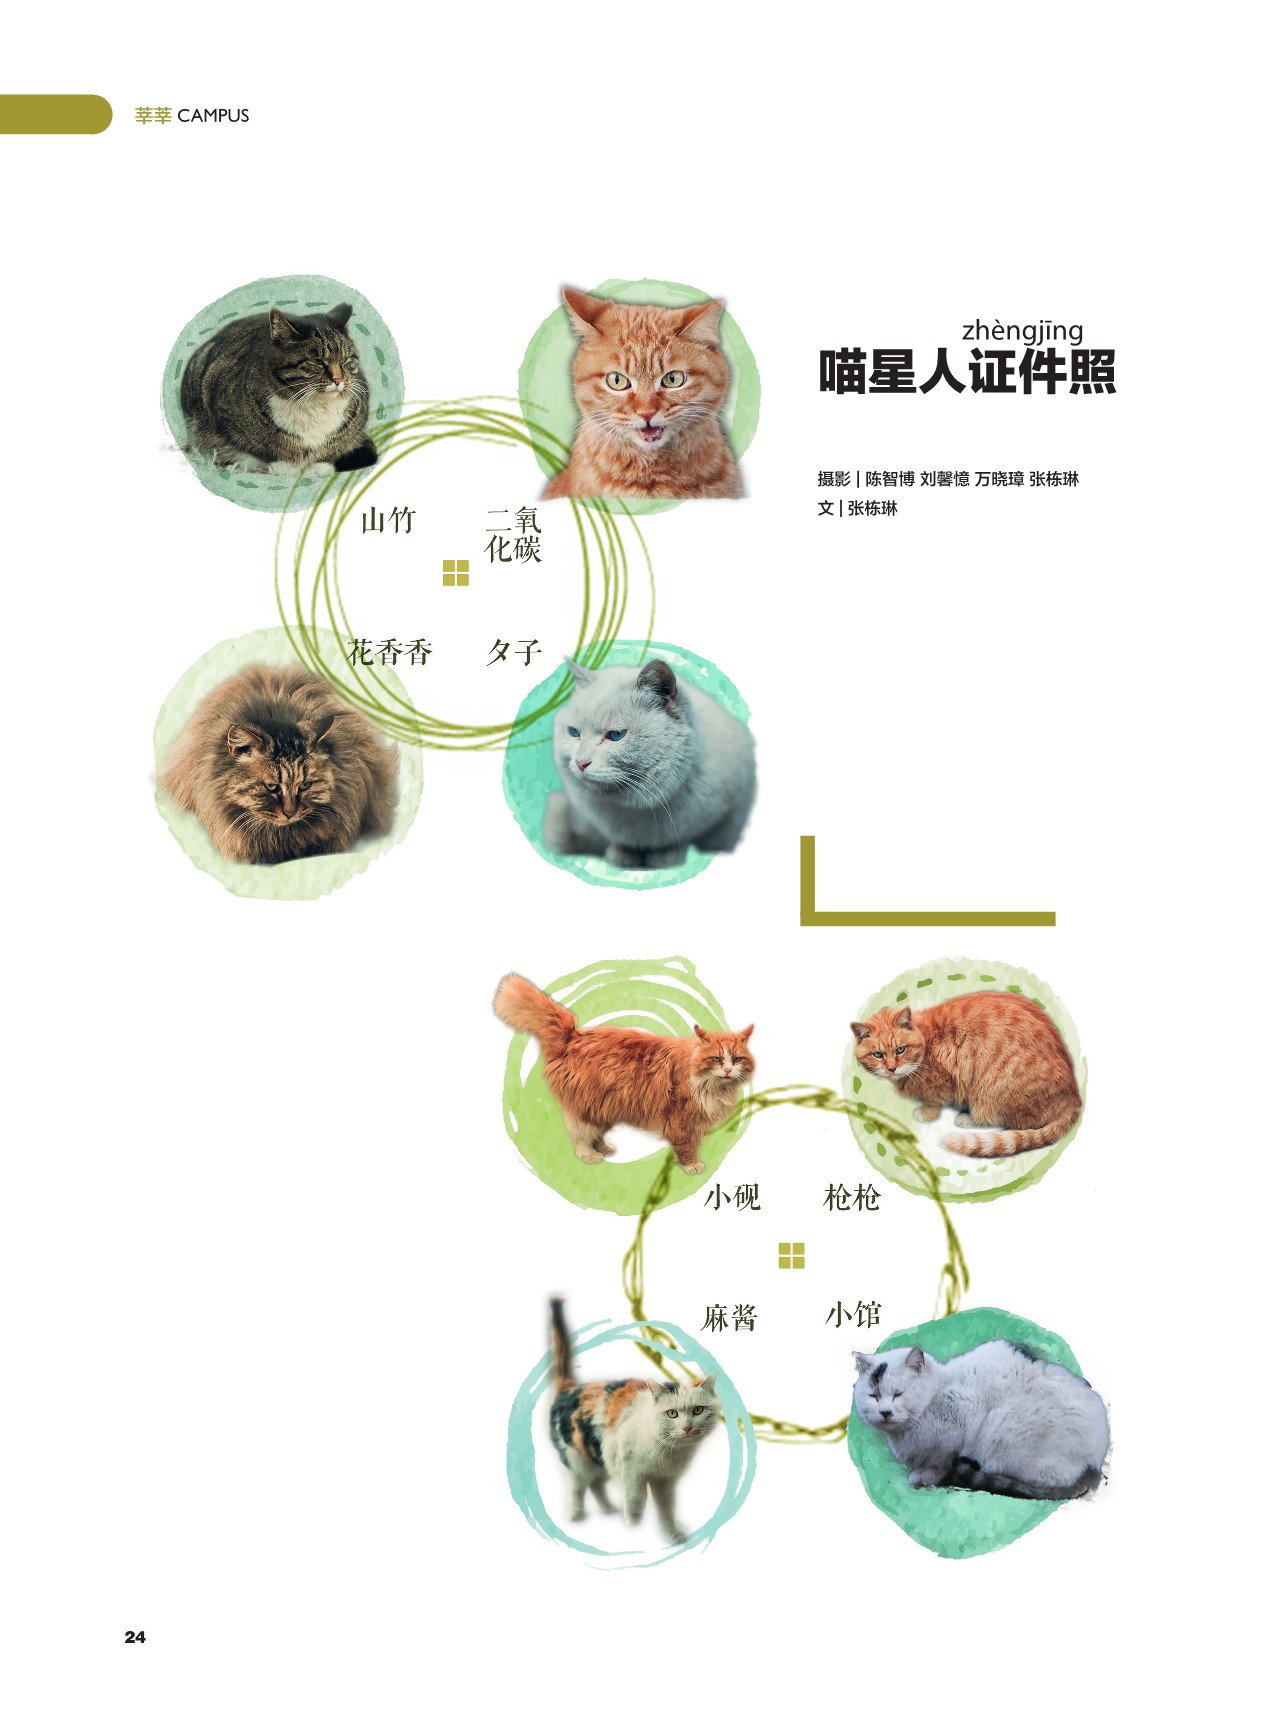 莘莘 CAMPUS
zhèngjīng
喵星人证件照
摄影 | 陈智博 刘馨憶 万晓璋 张栋琳
文 | 张栋琳
山竹
二氧
化碳
花香香
夕子
小砚
枪枪
麻酱
小馆
24